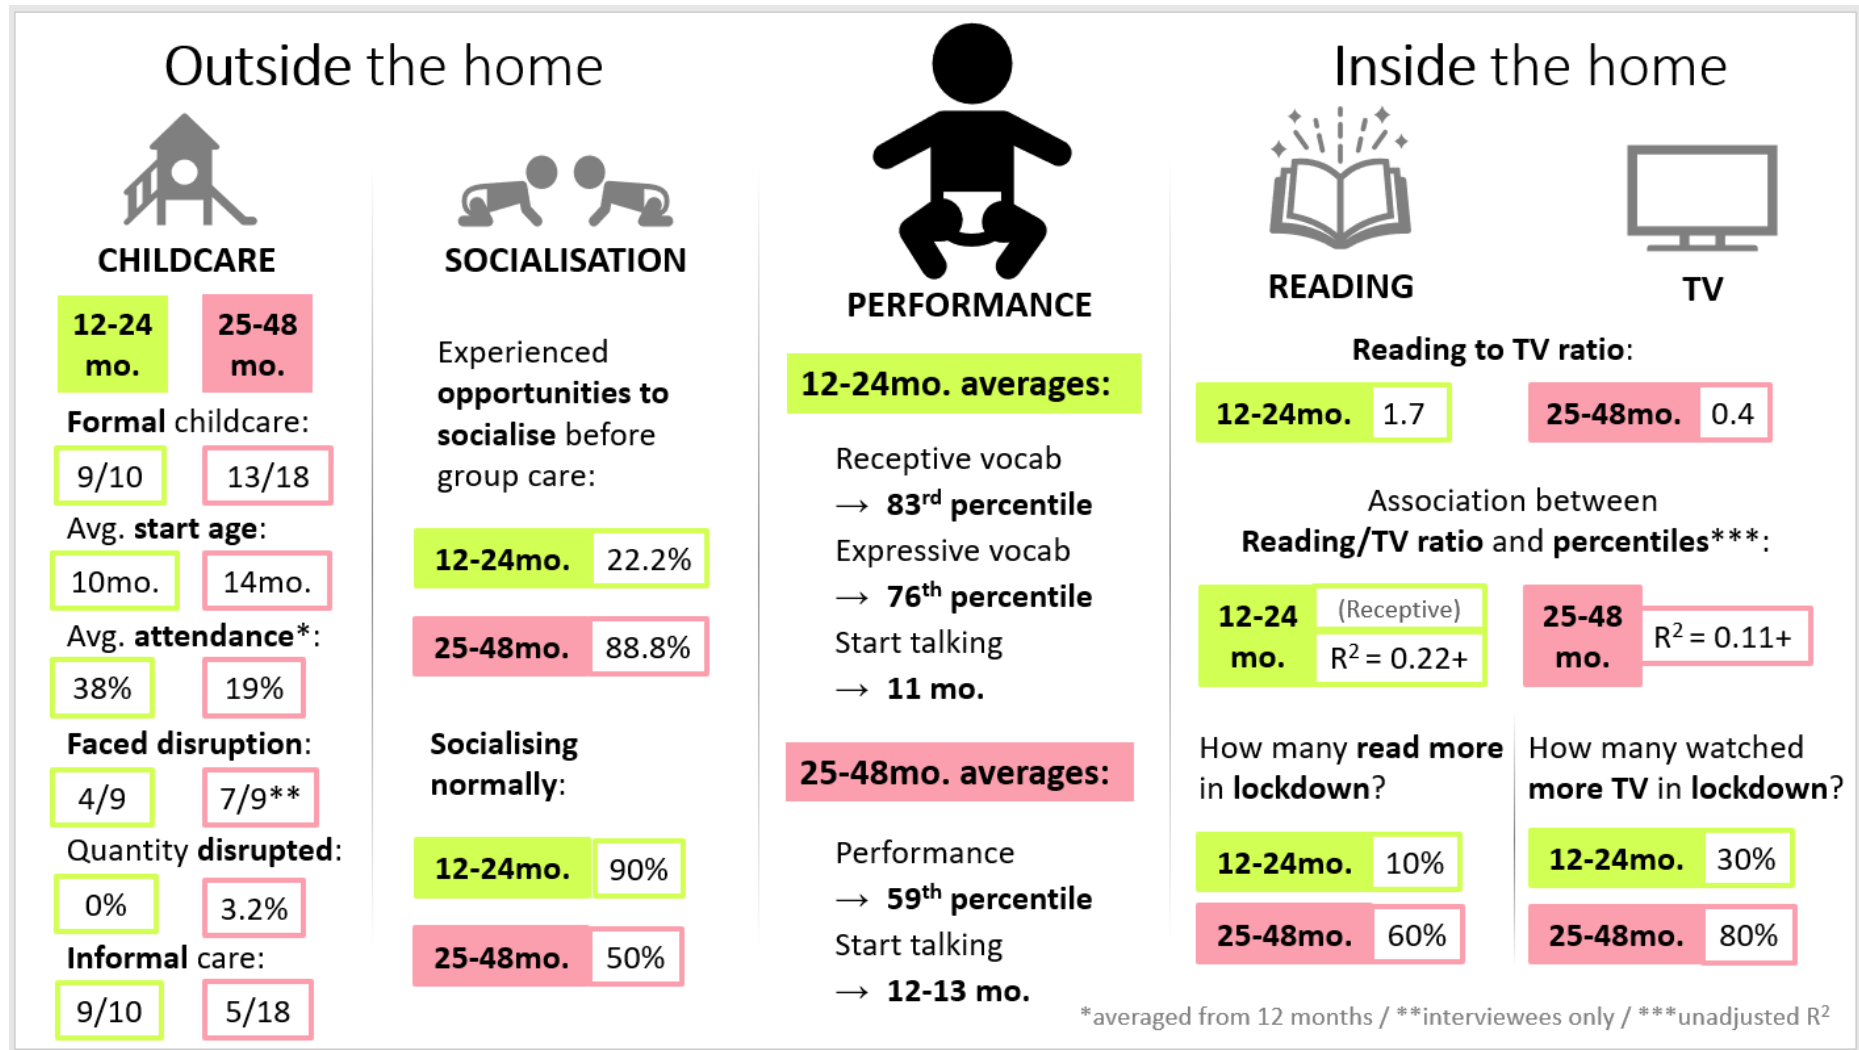 Outside the home
CHILDCARE
12-24
mo.
25-48
mo.
Formal childcare:
9/10
13/18
Avg. start age:
10mo.
14mo.
Avg. attendance*:
38%
19%
Faced disruption:
4/9
7/9**
Quantity disrupted:
0%
3.2%
Informal care:
9/10
5/18
SOCIALISATION
Experienced
opportunities to
socialise before
group care:
12-24mo. 22.2%
25-48mo. 88.8%
Socialising
normally:
12-24mo. 90%
25-48mo. 50%
PERFORMANCE
12-24mo. averages:
Receptive vocab
→ 83rd percentile
Expressive vocab
→ 76th percentile
Start talking
→ 11 mo.
25-48mo. averages:
Performance
→ 59th percentile
Start talking
→ 12-13 mo.
Inside the home
READING
TV
Reading to TV ratio:
12-24mo. 1.7
25-48mo. 0.4
Association between
Reading/TV ratio and percentiles***:
12-24
mo.
(Receptive)
R² = 0.22+
25-48
mo.
R² = 0.11+
How many read more
in lockdown?
12-24mo. 10%
25-48mo. 60%
How many watched
more TV in lockdown?
12-24mo. 30%
25-48mo. 80%
*averaged from 12 months / **interviewees only / ***unadjusted R²